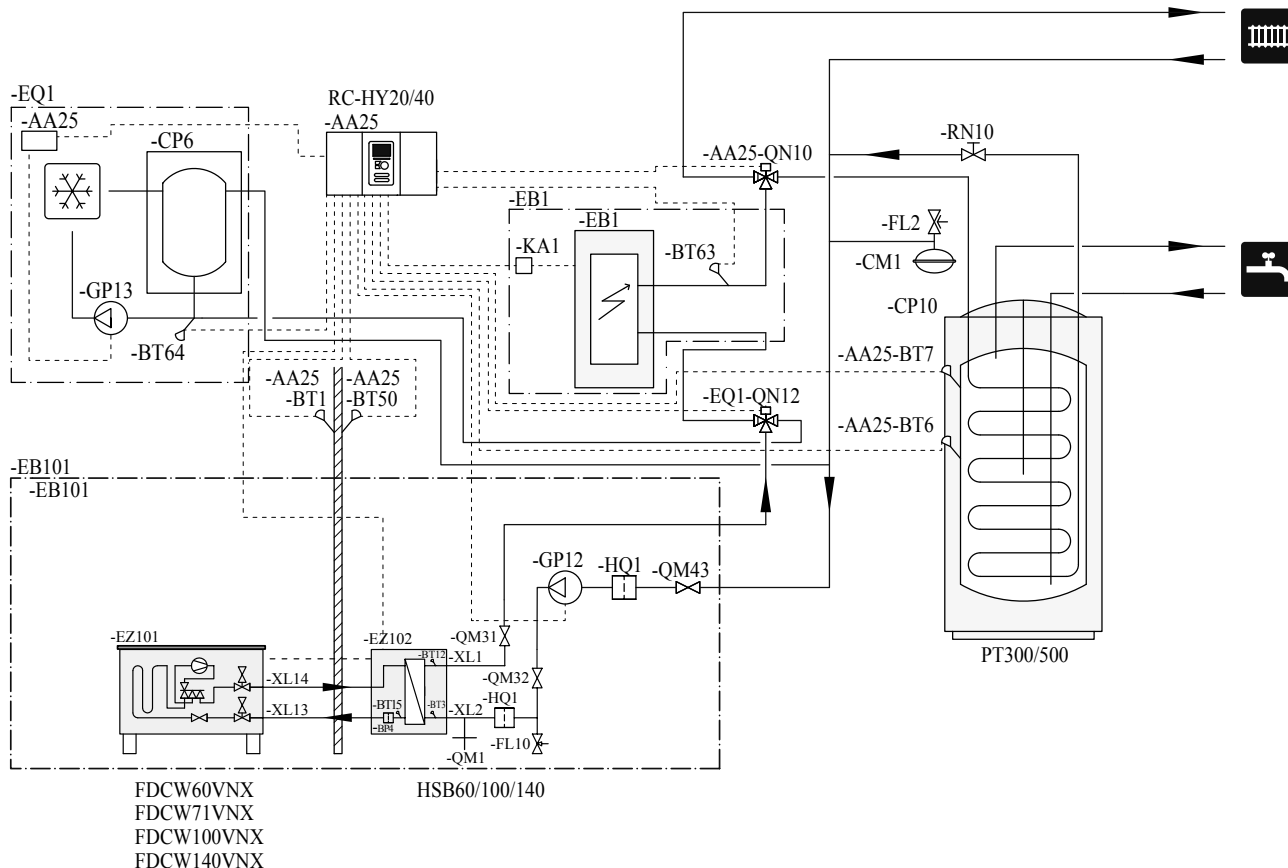 -EQ1
-AA25
-CP6
RC-HY20/40
-AA25
-RN10
-AA25-QN10
-EB1
-EB1
-KA1
-BT63
-FL2
-CM1
-GP13
-BT64
-CP10
-AA25
-BT1
-AA25
-BT50
-EQ1-QN12
-AA25-BT7
-AA25-BT6
-EB101
-EB101
-GP12
-HQ1
-QM43
-EZ101
-EZ102
-QM31
-BT12
-XL1
-XL14
-QM32
-HQ1
-XL13
-BT15
-BT3
-XL2
-BP4
-QM1
-FL10
PT300/500
FDCW60VNX
FDCW71VNX
FDCW100VNX
FDCW140VNX
HSB60/100/140